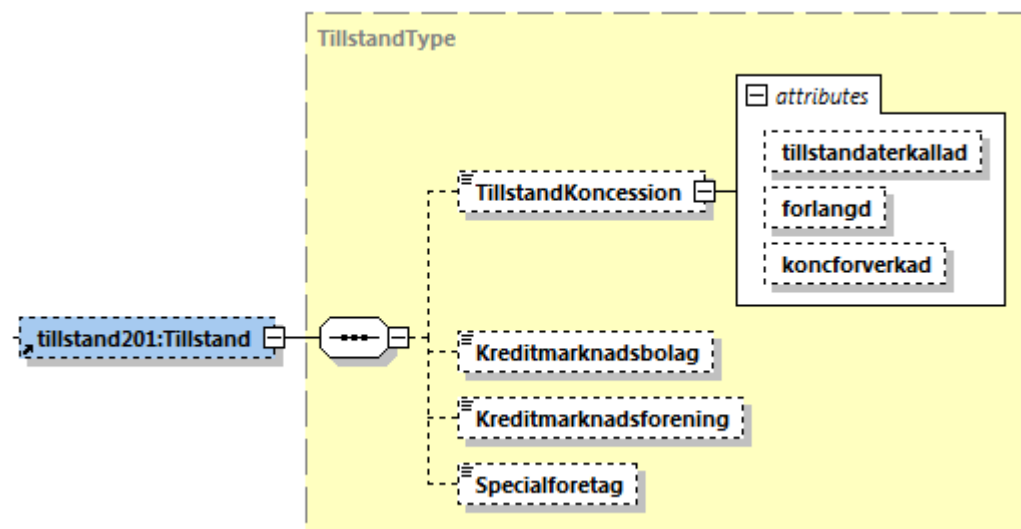 TillstandType
attributes
tillstandaterkallad
TillstandKoncession
forlangd
koncforverkad
tillstand201:Tillstand
Kreditmarknadsbolag
Kreditmarknadsforening
Specialforetag